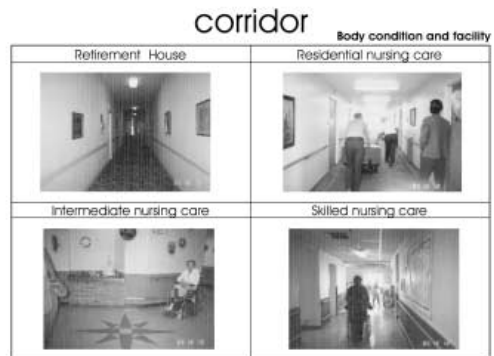 corridor
Body condition and facility
Retirement House
Residential nursing care
Intermediate nursing care
Skilled nursing care